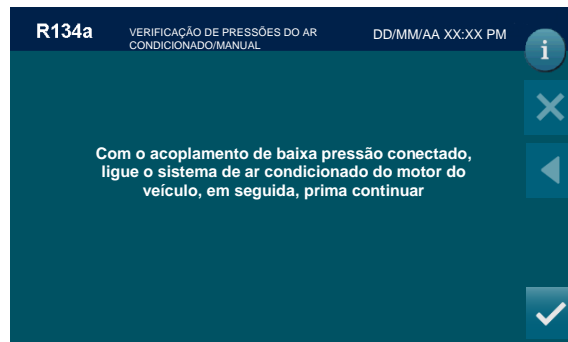 R134a
VERIFICAÇÃO DE PRESSÕES DO AR
CONDICIONADO/MANUAL
DD/MM/AA XX:XX PM
i
Com o acoplamento de baixa pressão conectado,
ligue o sistema de ar condicionado do motor do
veículo, em seguida, prima continuar